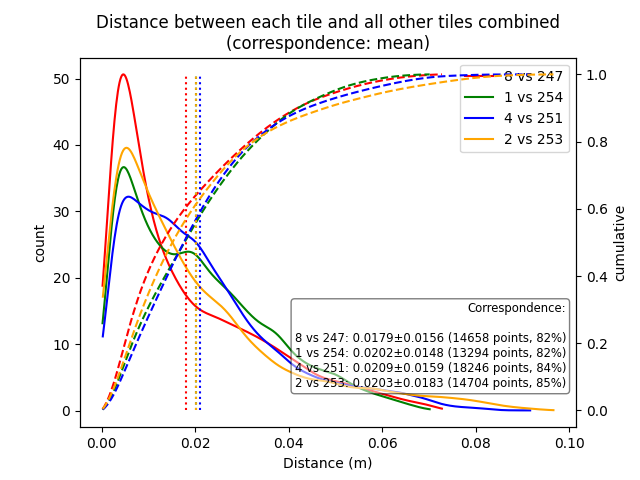 Distance between each tile and all other tiles combined
(correspondence: mean)
8 vs 247
1 vs 254
4 vs 251
2 vs 253
count
50
40
30
20
10
0
1.0
0.8
0.6
0.4
0.2
0.0
cumulative
Correspondence:
8 vs 247: 0.0179±0.0156 (14658 points, 82%)
1 vs 254: 0.0202±0.0148 (13294 points, 82%)
4 vs 251: 0.0209±0.0159 (18246 points, 84%)
2 vs 253: 0.0203±0.0183 (14704 points, 85%)
0.00 0.02 0.04 0.06 0.08 0.10
Distance (m)